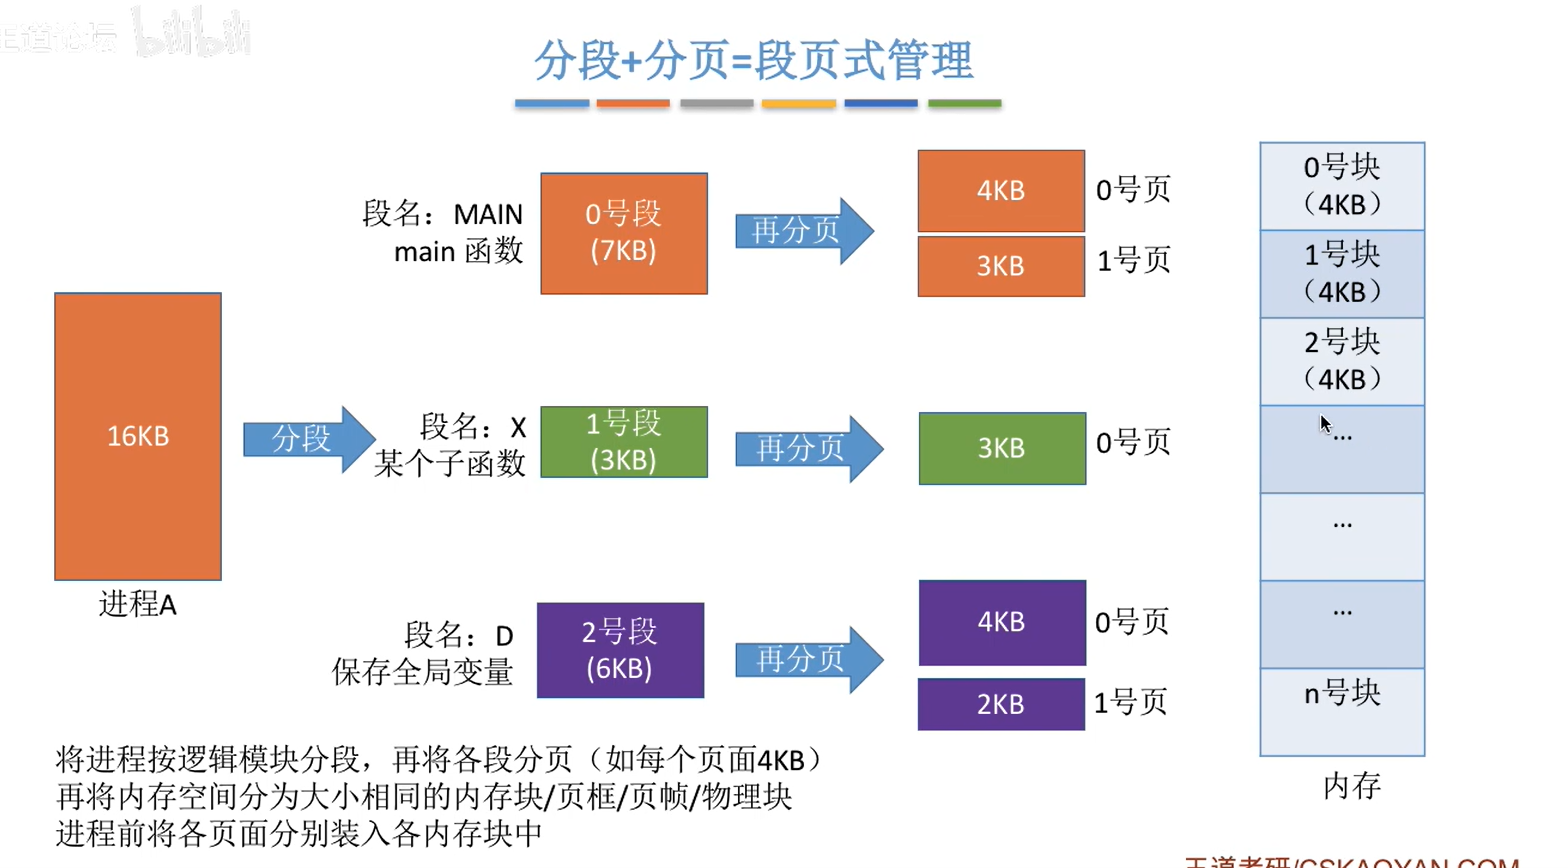 王道论坛 bilibili
分段+分页=段页式管理
段名：MAIN
main 函数
0号段
(7KB)
再分页
4KB
0号页
3KB
1号页
16KB
进程A
分段
段名：X
某个子函数
1号段
(3KB)
再分页
3KB
0号页
段名：D
保存全局变量
2号段
(6KB)
再分页
4KB
0号页
2KB
1号页
0号块
（4KB）
1号块
（4KB）
2号块
（4KB）
...
...
...
n号块
内存
将进程按逻辑模块分段，再将各段分页（如每个页面4KB）
再将内存空间分为大小相同的内存块/页框/页帧/物理块
进程前将各页面分别装入各内存块中
王道考研/CSKAOYAN.COM